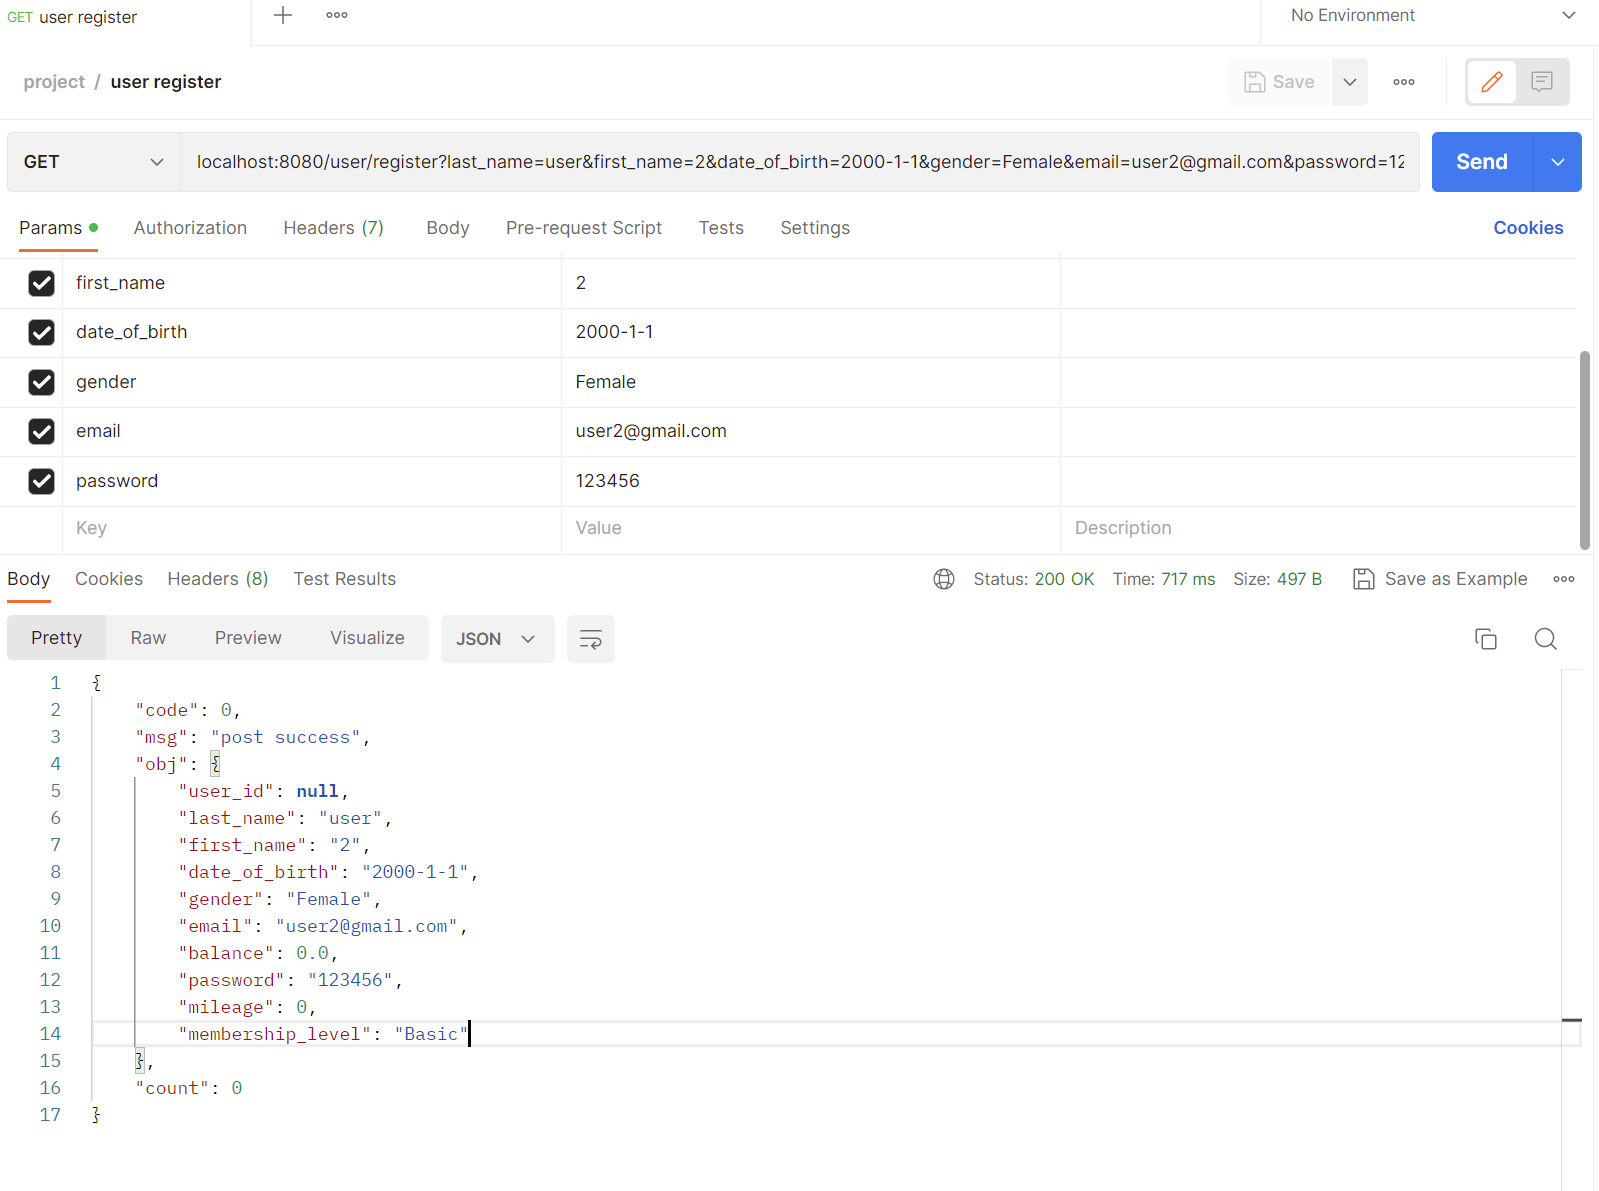 GET user register
No Environment
project / user register
Save
GET
localhost:8080/user/register?last_name=user&first_name=2&date_of_birth=2000-1-1&gender=Female&email=user2@gmail.com&password=12
Send
Params Authorization Headers (7) Body Pre-request Script Tests Settings Cookies
first_name 2
date_of_birth 2000-1-1
gender Female
email user2@gmail.com
password 123456
Key Value Description
Body Cookies Headers (8) Test Results Status: 200 OK Time: 717 ms Size: 497 B Save as Example
Pretty Raw Preview Visualize JSON
1 {
2 "code": 0,
3 "msg": "post success",
4 "obj": {
5 "user_id": null,
6 "last_name": "user",
7 "first_name": "2",
8 "date_of_birth": "2000-1-1",
9 "gender": "Female",
10 "email": "user2@gmail.com",
11 "balance": 0.0,
12 "password": "123456",
13 "mileage": 0,
14 "membership_level": "Basic"
15 },
16 "count": 0
17 }